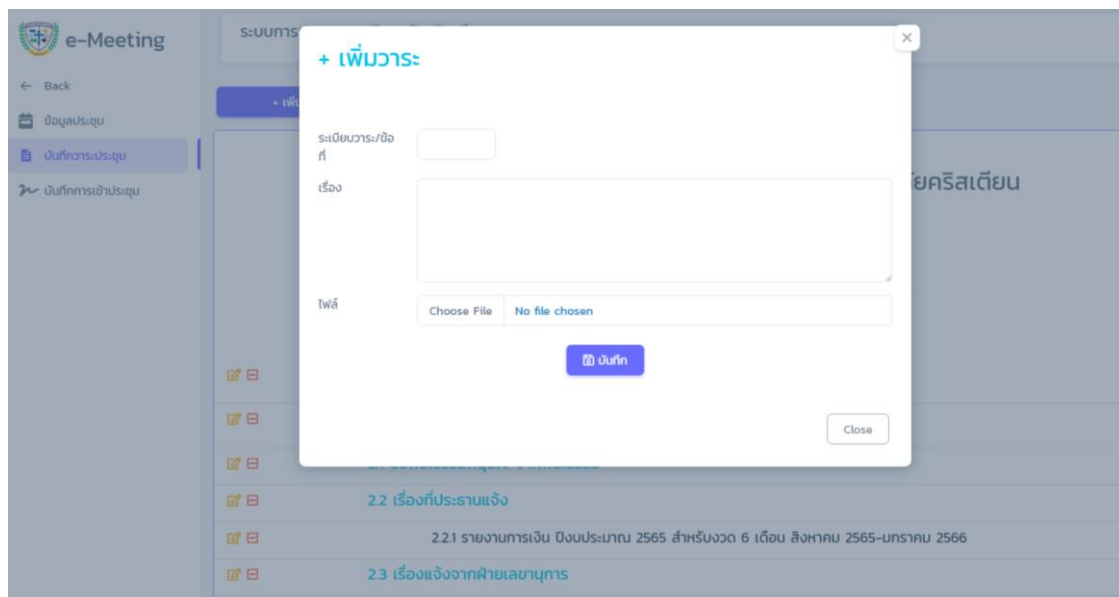 e-Meeting
ระบบการ
← Back
ข้อมูลประชุม
บันทึกวาระประชุม
บันทึกการเข้าประชุม
+ เพิ่มวาระ
ระเบียบวาระ/ข้อ
ที่
เรื่อง
ยคริสเตียน
ไฟล์
Choose File
No file chosen
บันทึก
Close
2.2 เรื่องที่ประธานแจ้ง
2.2.1 รายงานการเงิน ปีงบประมาณ 2565 สำหรับงวด 6 เดือน สิงหาคม 2565-มกราคม 2566
2.3 เรื่องแจ้งจากฝ่ายเลขานุการ